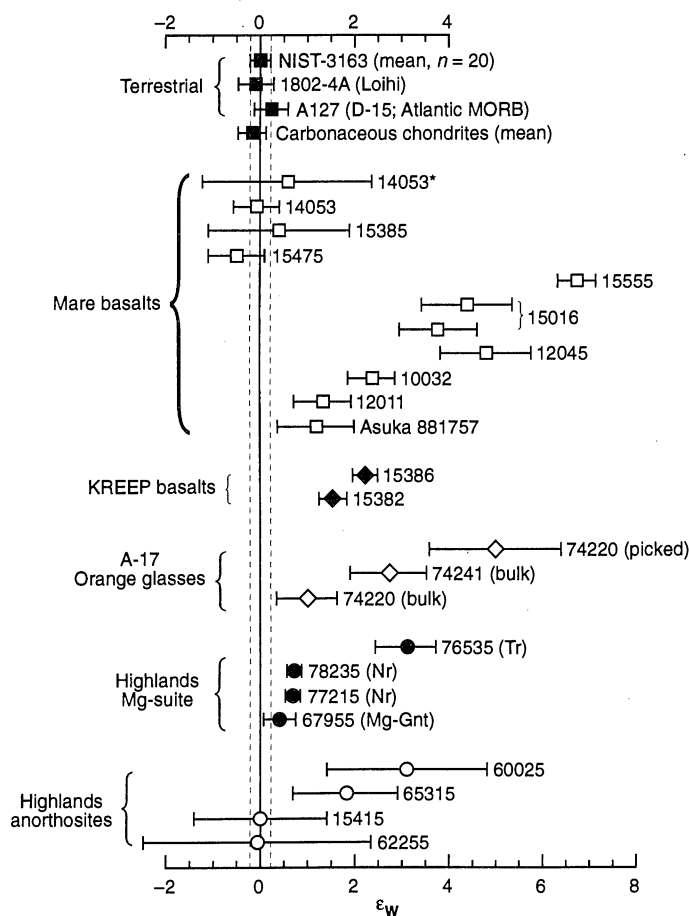 −2 0 2 4
NIST-3163 (mean, n = 20)
Terrestrial
1802-4A (Loihi)
A127 (D-15; Atlantic MORB)
Carbonaceous chondrites (mean)
14053*
14053
15385
15475
15555
Mare basalts
15016
12045
10032
12011
Asuka 881757
KREEP basalts
15386
15382
A-17
Orange glasses
74220 (picked)
74241 (bulk)
74220 (bulk)
76535 (Tr)
Highlands
Mg-suite
78235 (Nr)
77215 (Nr)
67955 (Mg-Gnt)
60025
Highlands
anorthosites
65315
15415
62255
−2 0 2 4 6 8
εW